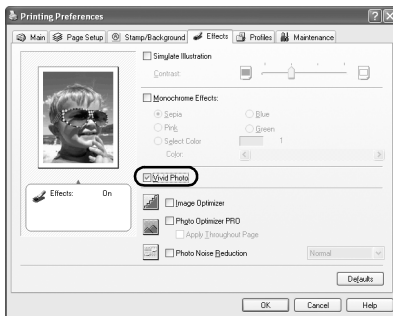 Printing Preferences
Main Page Setup Stamp/Background Effects Profiles Maintenance
Simulate Illustration
Contrast:
Monochrome Effects:
Sepia Blue
Pink Green
Select Color 1
Color:
Vivid Photo
Effects: On
Image Optimizer
Photo Optimizer PRO
Apply Throughout Page
Photo Noise Reduction Normal
Defaults
OK Cancel Help